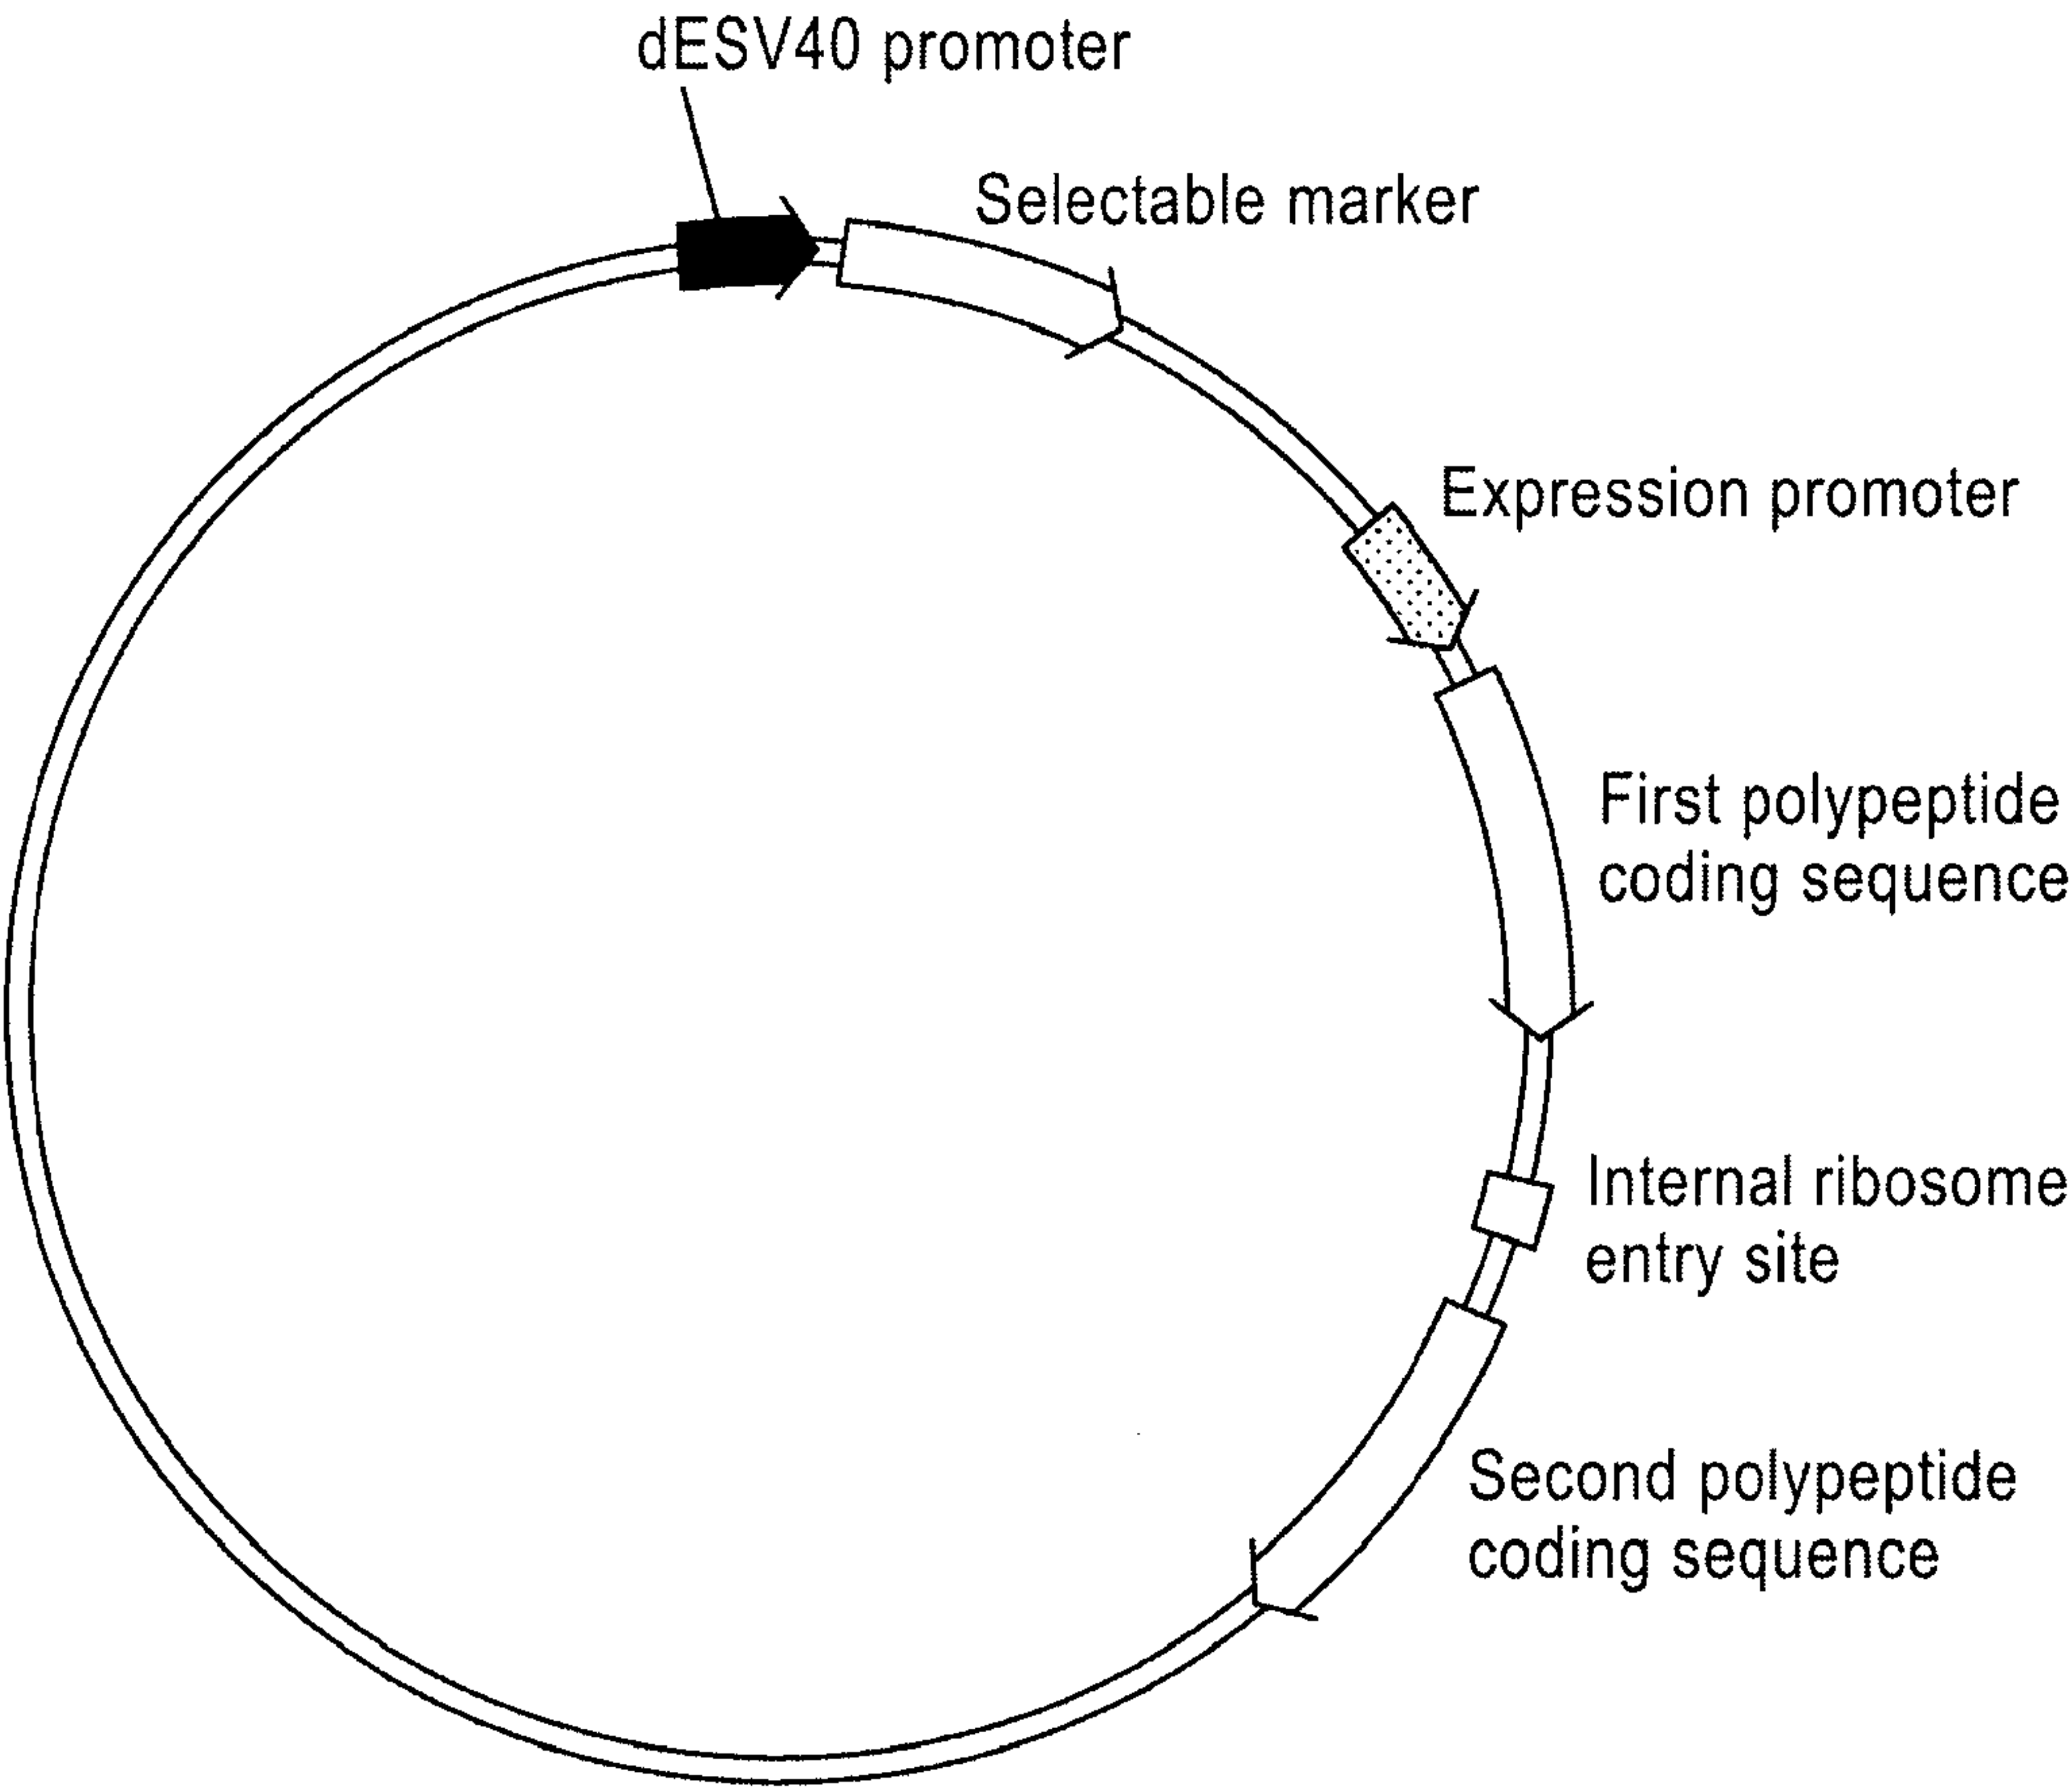 dESV40 promoter
Selectable marker
Expression promoter
First polypeptide
coding sequence
Internal ribosome
entry site
Second polypeptide
coding sequence